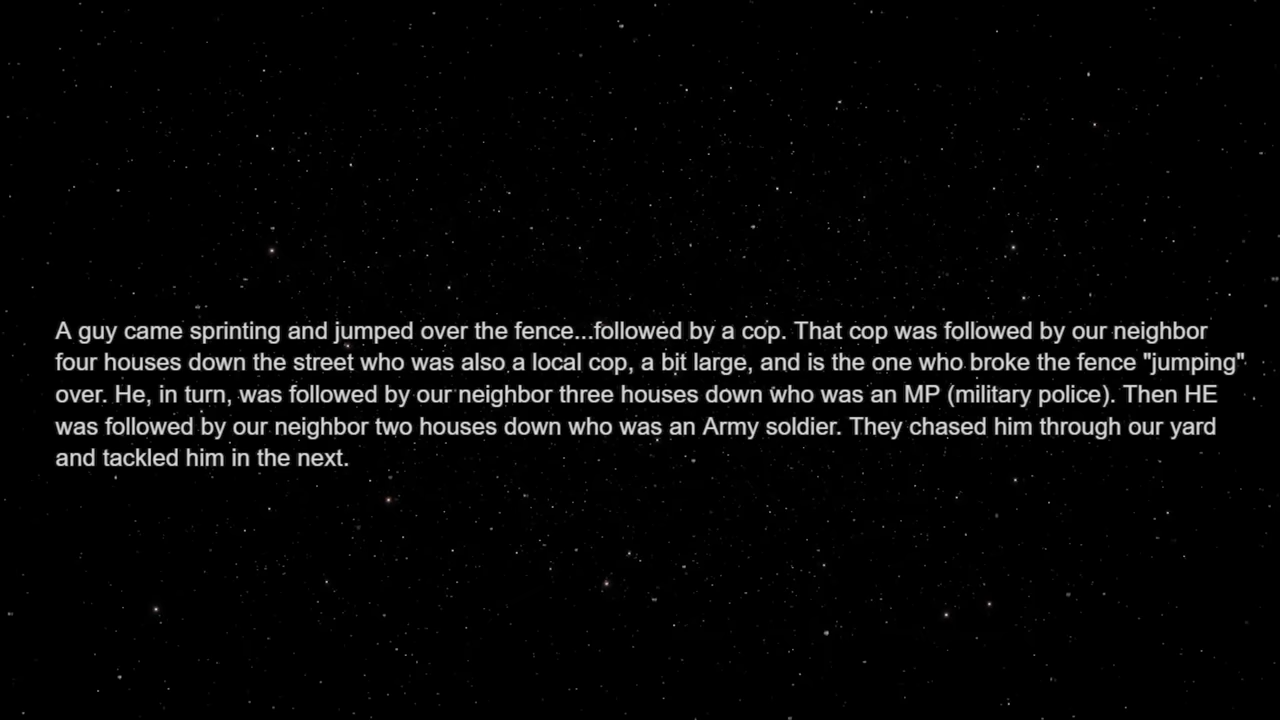 A guy came sprinting and jumped over the fence...followed by a cop. That cop was followed by our neighbor
four houses down the street who was also a local cop, a bit large, and is the one who broke the fence "jumping"
over. He, in turn, was followed by our neighbor three houses down who was an MP (military police). Then HE
was followed by our neighbor two houses down who was an Army soldier. They chased him through our yard
and tackled him in the next.